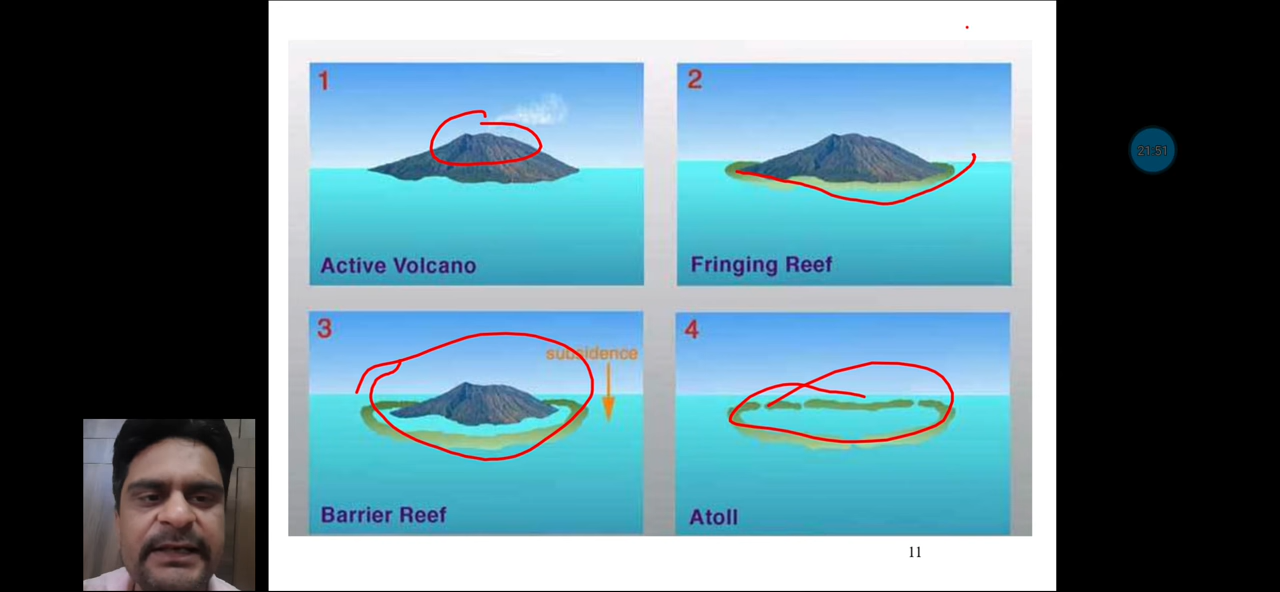 1
2
Active Volcano
Fringing Reef
3
subsidence
4
Barrier Reef
Atoll
11
21:51